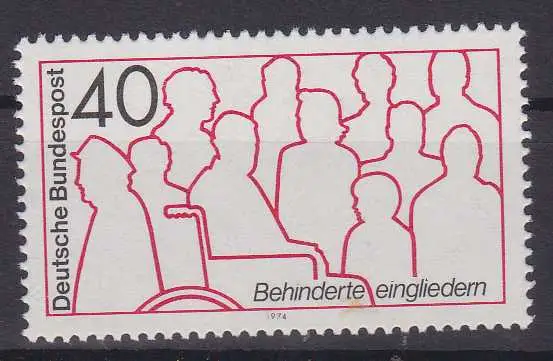 Deutsche Bundespost
40
Behinderte eingliedern
1974